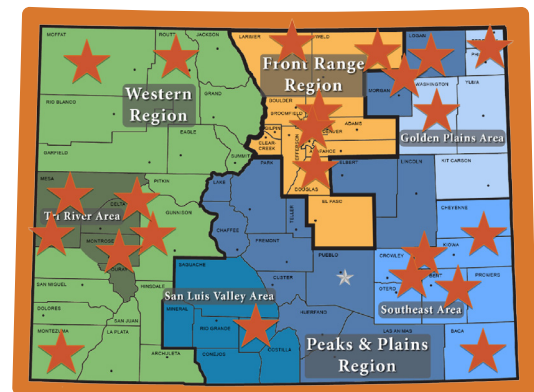 MOFFAT
ROUTT
JACKSON
LARIMER
WELD
LOGAN
Front Range
Region
Western
Region
RIO BLANCO
GRAND
BOULDER
BROOMFIELD
GILPIN
CLEAR-
CREEK
JEFFERSON
DENVER
ADAMS
MORGAN
WASHINGTON
YUMA
Golden Plains Area
EAGLE
SUMMIT
GARFIELD
DOUGLAS
ELBERT
LINCOLN
KIT CARSON
MESA
PITKIN
LAKE
PARK
DELTA
Tri River Area
GUNNISON
CHAFFEE
TELLER
EL PASO
CHEYENNE
MONTROSE
OURAY
FREMONT
PUEBLO
CROWLEY
KIOWA
SAN MIGUEL
HINSDALE
SAGUACHE
CUSTER
OTERO
BENT
PROWERS
San Luis Valley Area
Southeast Area
DOLORES
SAN JUAN
MINERAL
RIO GRANDE
HUERFANO
MONTEZUMA
LA PLATA
ARCHULETA
CONEJOS
COSTILLA
LAS ANIMAS
BACA
Peaks & Plains
Region